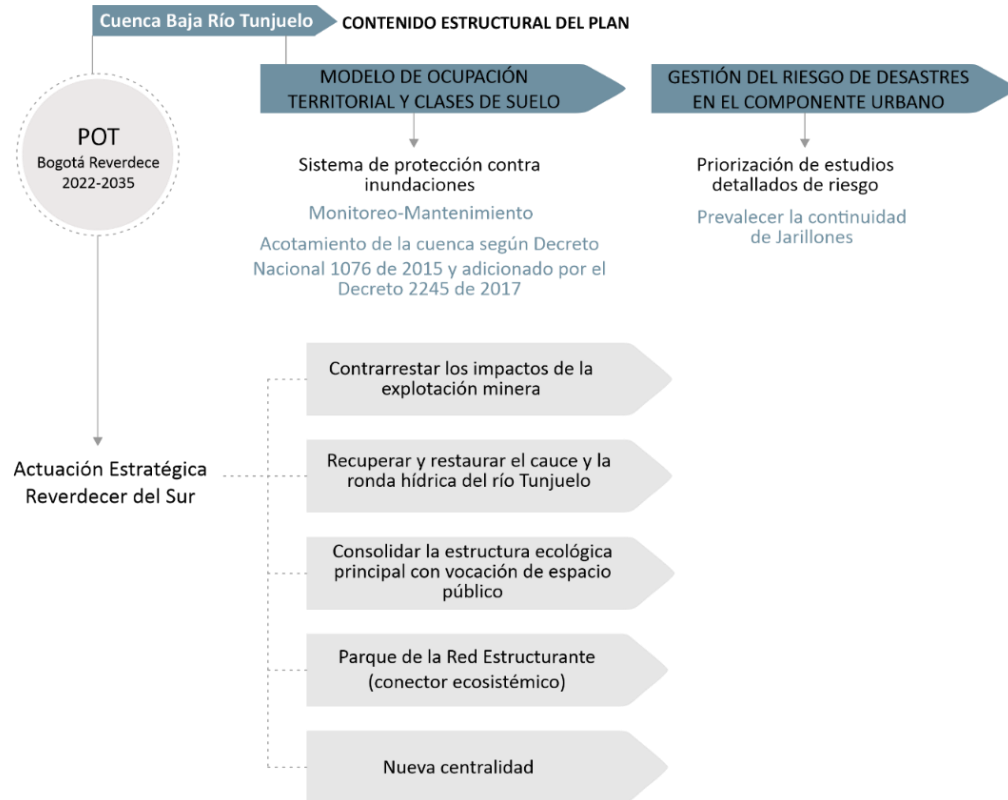 Cuenca Baja Río Tunjuelo
CONTENIDO ESTRUCTURAL DEL PLAN
MODELO DE OCUPACIÓN
TERRITORIAL Y CLASES DE SUELO
GESTIÓN DEL RIESGO DE DESASTRES
EN EL COMPONENTE URBANO
POT
Bogotá Reverdece
2022-2035
Sistema de protección contra
inundaciones
Monitoreo-Mantenimiento
Acotamiento de la cuenca según Decreto
Nacional 1076 de 2015 y adicionado por el
Decreto 2245 de 2017
Priorización de estudios
detallados de riesgo
Prevalecer la continuidad
de Jarillones
Actuación Estratégica
Reverdecer del Sur
Contrarrestar los impactos de la
explotación minera
Recuperar y restaurar el cauce y la
ronda hídrica del río Tunjuelo
Consolidar la estructura ecológica
principal con vocación de espacio
público
Parque de la Red Estructurante
(conector ecosistémico)
Nueva centralidad